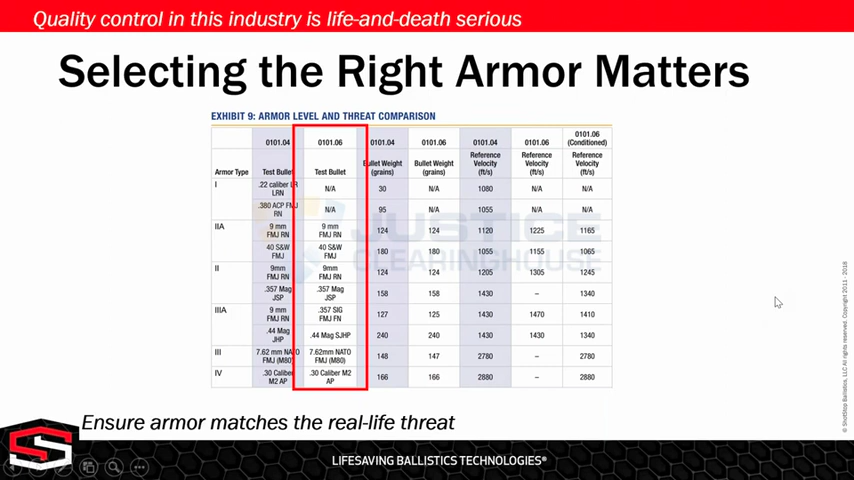 Quality control in this industry is life-and-death serious
Selecting the Right Armor Matters
EXHIBIT 9: ARMOR LEVEL AND THREAT COMPARISON
0101.04 0101.06 0101.04 0101.06 0101.04 0101.06 0101.06 (Conditioned)
Armor Type Test Bullet Test Bullet Bullet Weight (grains) Bullet Weight (grains) Reference Velocity (ft/s) Reference Velocity (ft/s) Reference Velocity (ft/s)
I .22 caliber LR LRN N/A 30 N/A 1080 N/A N/A
.380 ACP FMJ RN N/A 95 N/A 1055 N/A N/A
IIA 9 mm FMJ RN 9 mm FMJ RN 124 124 1120 1225 1165
40 S&W FMJ 40 S&W FMJ 180 180 1055 1155 1065
II 9mm FMJ RN 9mm FMJ RN 124 124 1205 1305 1245
.357 Mag JSP .357 Mag JSP 158 158 1430 – 1340
IIIA 9 mm FMJ RN .357 SIG FMJ FN 127 125 1430 1470 1410
.44 Mag JHP .44 Mag SJHP 240 240 1430 1430 1340
III 7.62 mm NATO FMJ (M80) 7.62mm NATO FMJ (M80) 148 147 2780 – 2780
IV .30 Caliber M2 AP .30 Caliber M2 AP 166 166 2880 – 2880
JUSTICE
CLEARINGHOUSE
Ensure armor matches the real-life threat
LIFESAVING BALLISTICS TECHNOLOGIES®
© ShotStop Ballistics, LLC All rights reserved. Copyright 2011 - 2018